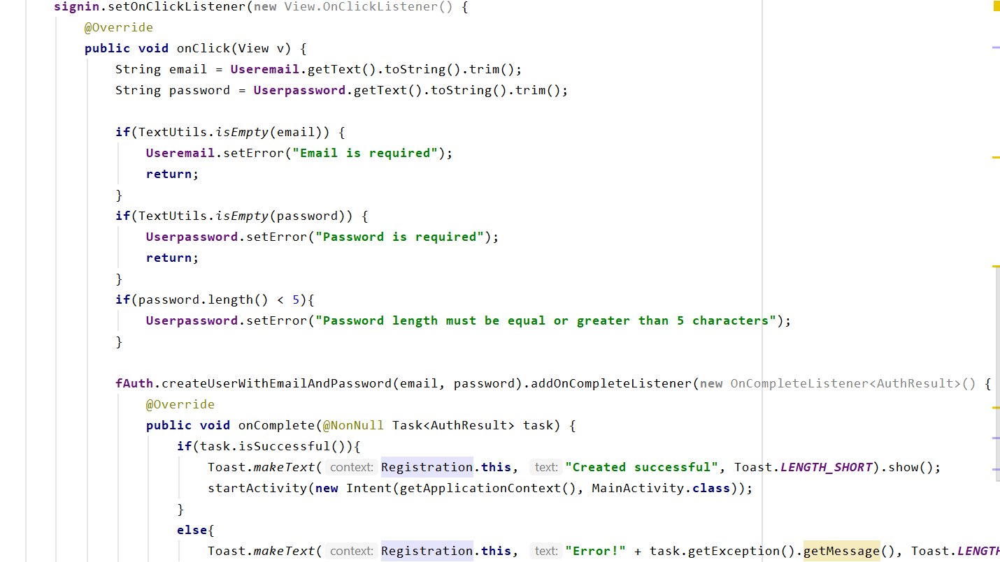 signin.setOnClickListener(new View.OnClickListener() {
@Override
public void onClick(View v) {
String email = Useremail.getText().toString().trim();
String password = Userpassword.getText().toString().trim();
if(TextUtils.isEmpty(email)) {
Useremail.setError("Email is required");
return;
}
if(TextUtils.isEmpty(password)) {
Userpassword.setError("Password is required");
return;
}
if(password.length() < 5){
Userpassword.setError("Password length must be equal or greater than 5 characters");
}
fAuth.createUserWithEmailAndPassword(email, password).addOnCompleteListener(new OnCompleteListener<AuthResult>() {
@Override
public void onComplete(@NonNull Task<AuthResult> task) {
if(task.isSuccessful()){
Toast.makeText( context: Registration.this, text: "Created successful", Toast.LENGTH_SHORT).show();
startActivity(new Intent(getApplicationContext(), MainActivity.class));
}
else{
Toast.makeText( context: Registration.this, text: "Error!" + task.getException().getMessage(), Toast.LENGTH